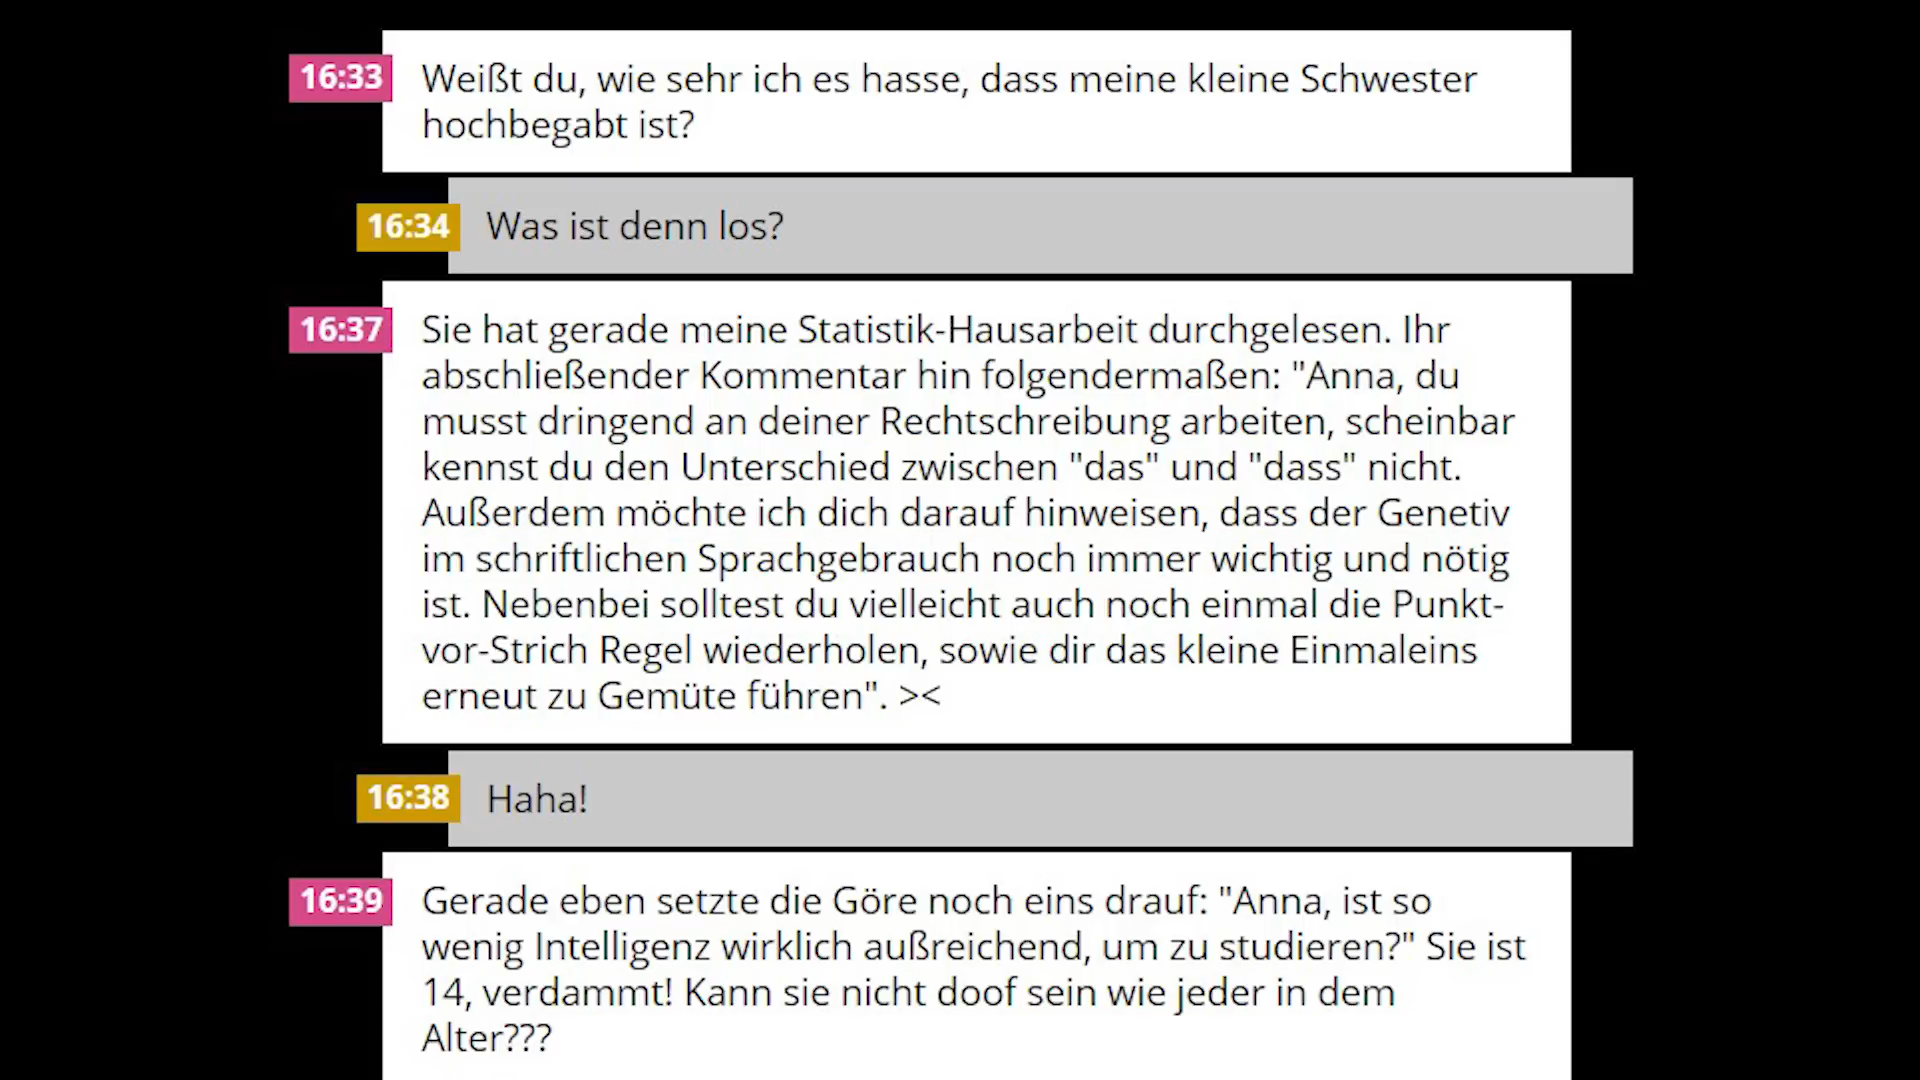 16:33
Weißt du, wie sehr ich es hasse, dass meine kleine Schwester
hochbegabt ist?
16:34
Was ist denn los?
16:37
Sie hat gerade meine Statistik-Hausarbeit durchgelesen. Ihr
abschließender Kommentar hin folgendermaßen: "Anna, du
musst dringend an deiner Rechtschreibung arbeiten, scheinbar
kennst du den Unterschied zwischen "das" und "dass" nicht.
Außerdem möchte ich dich darauf hinweisen, dass der Genetiv
im schriftlichen Sprachgebrauch noch immer wichtig und nötig
ist. Nebenbei solltest du vielleicht auch noch einmal die Punkt-
vor-Strich Regel wiederholen, sowie dir das kleine Einmaleins
erneut zu Gemüte führen". ><
16:38
Haha!
16:39
Gerade eben setzte die Göre noch eins drauf: "Anna, ist so
wenig Intelligenz wirklich außreichend, um zu studieren?" Sie ist
14, verdammt! Kann sie nicht doof sein wie jeder in dem
Alter???